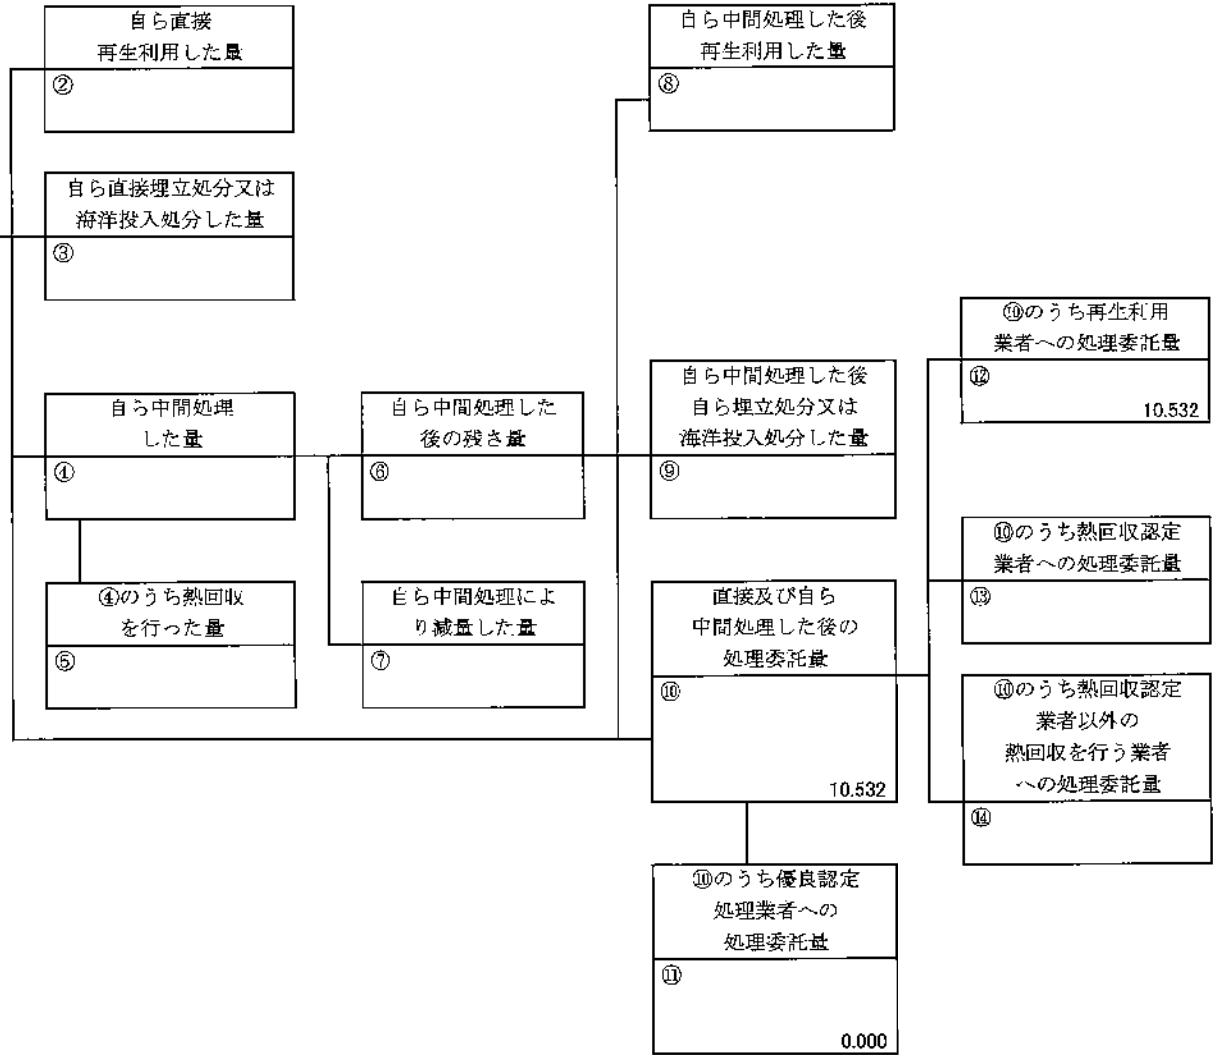 自ら直接
再生利用した量
②
自ら中間処理した後
再生利用した量
⑧
自ら直接埋立処分又は
海洋投入処分した量
③
⑩のうち再生利用
業者への処理委託量
⑫
10.532
自ら中間処理
した量
④
自ら中間処理した
後の残さ量
⑥
自ら中間処理した後
自ら埋立処分又は
海洋投入処分した量
⑨
⑩のうち熱回収認定
業者への処理委託量
⑬
④のうち熱回収
を行った量
⑤
自ら中間処理によ
り減量した量
⑦
直接及び自ら
中間処理した後の
処理委託量
⑩
10.532
⑩のうち熱回収認定
業者以外の
熱回収を行う業者
への処理委託量
⑭
⑩のうち優良認定
処理業者への
処理委託量
⑪
0.000